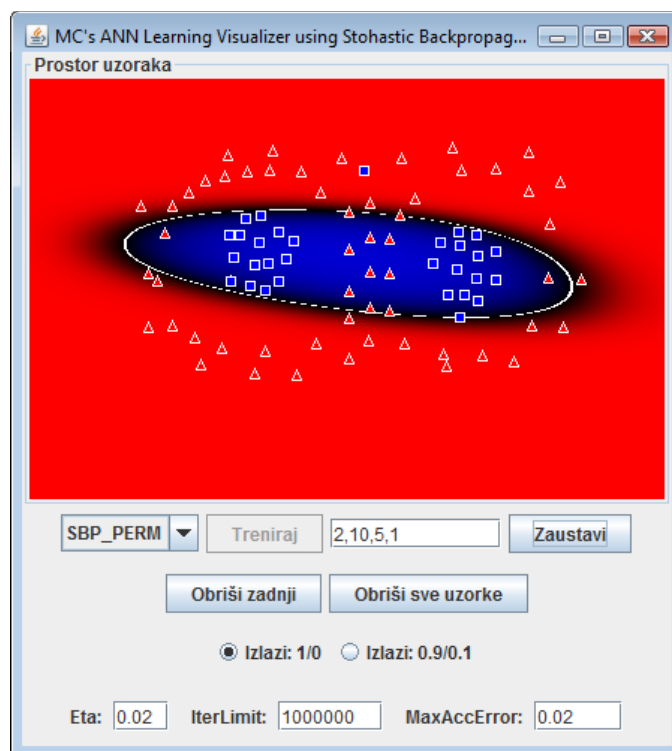 MC's ANN Learning Visualizer using Stohastic Backpropag...
Prostor uzoraka
SBP_PERM Treniraj 2,10,5,1 Zaustavi
Obriši zadnji Obriši sve uzorke
Izlazi: 1/0 Izlazi: 0.9/0.1
Eta: 0.02 IterLimit: 1000000 MaxAccError: 0.02